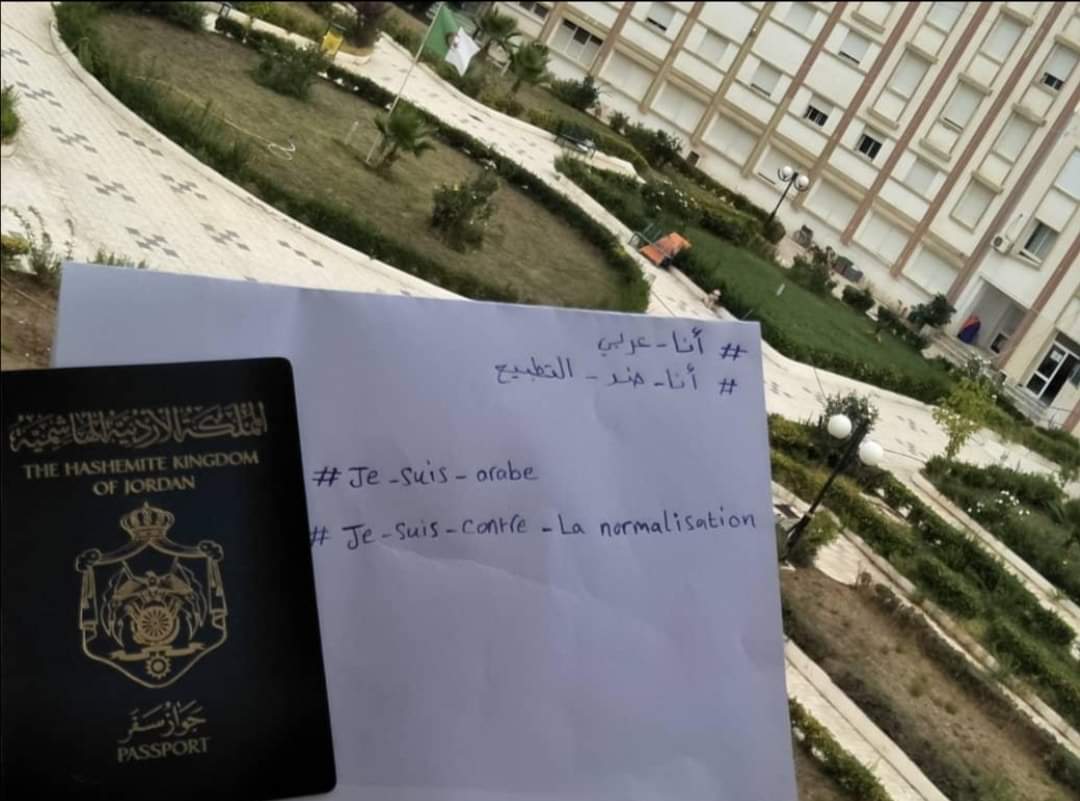 # أنا-عربي
# أنا-ضد-التطبيع
# Je-suis-arabe
# Je-suis-contre-La normalisation
المملكة الأردنية الهاشمية
THE HASHEMITE KINGDOM
OF JORDAN
جواز سفر
PASSPORT